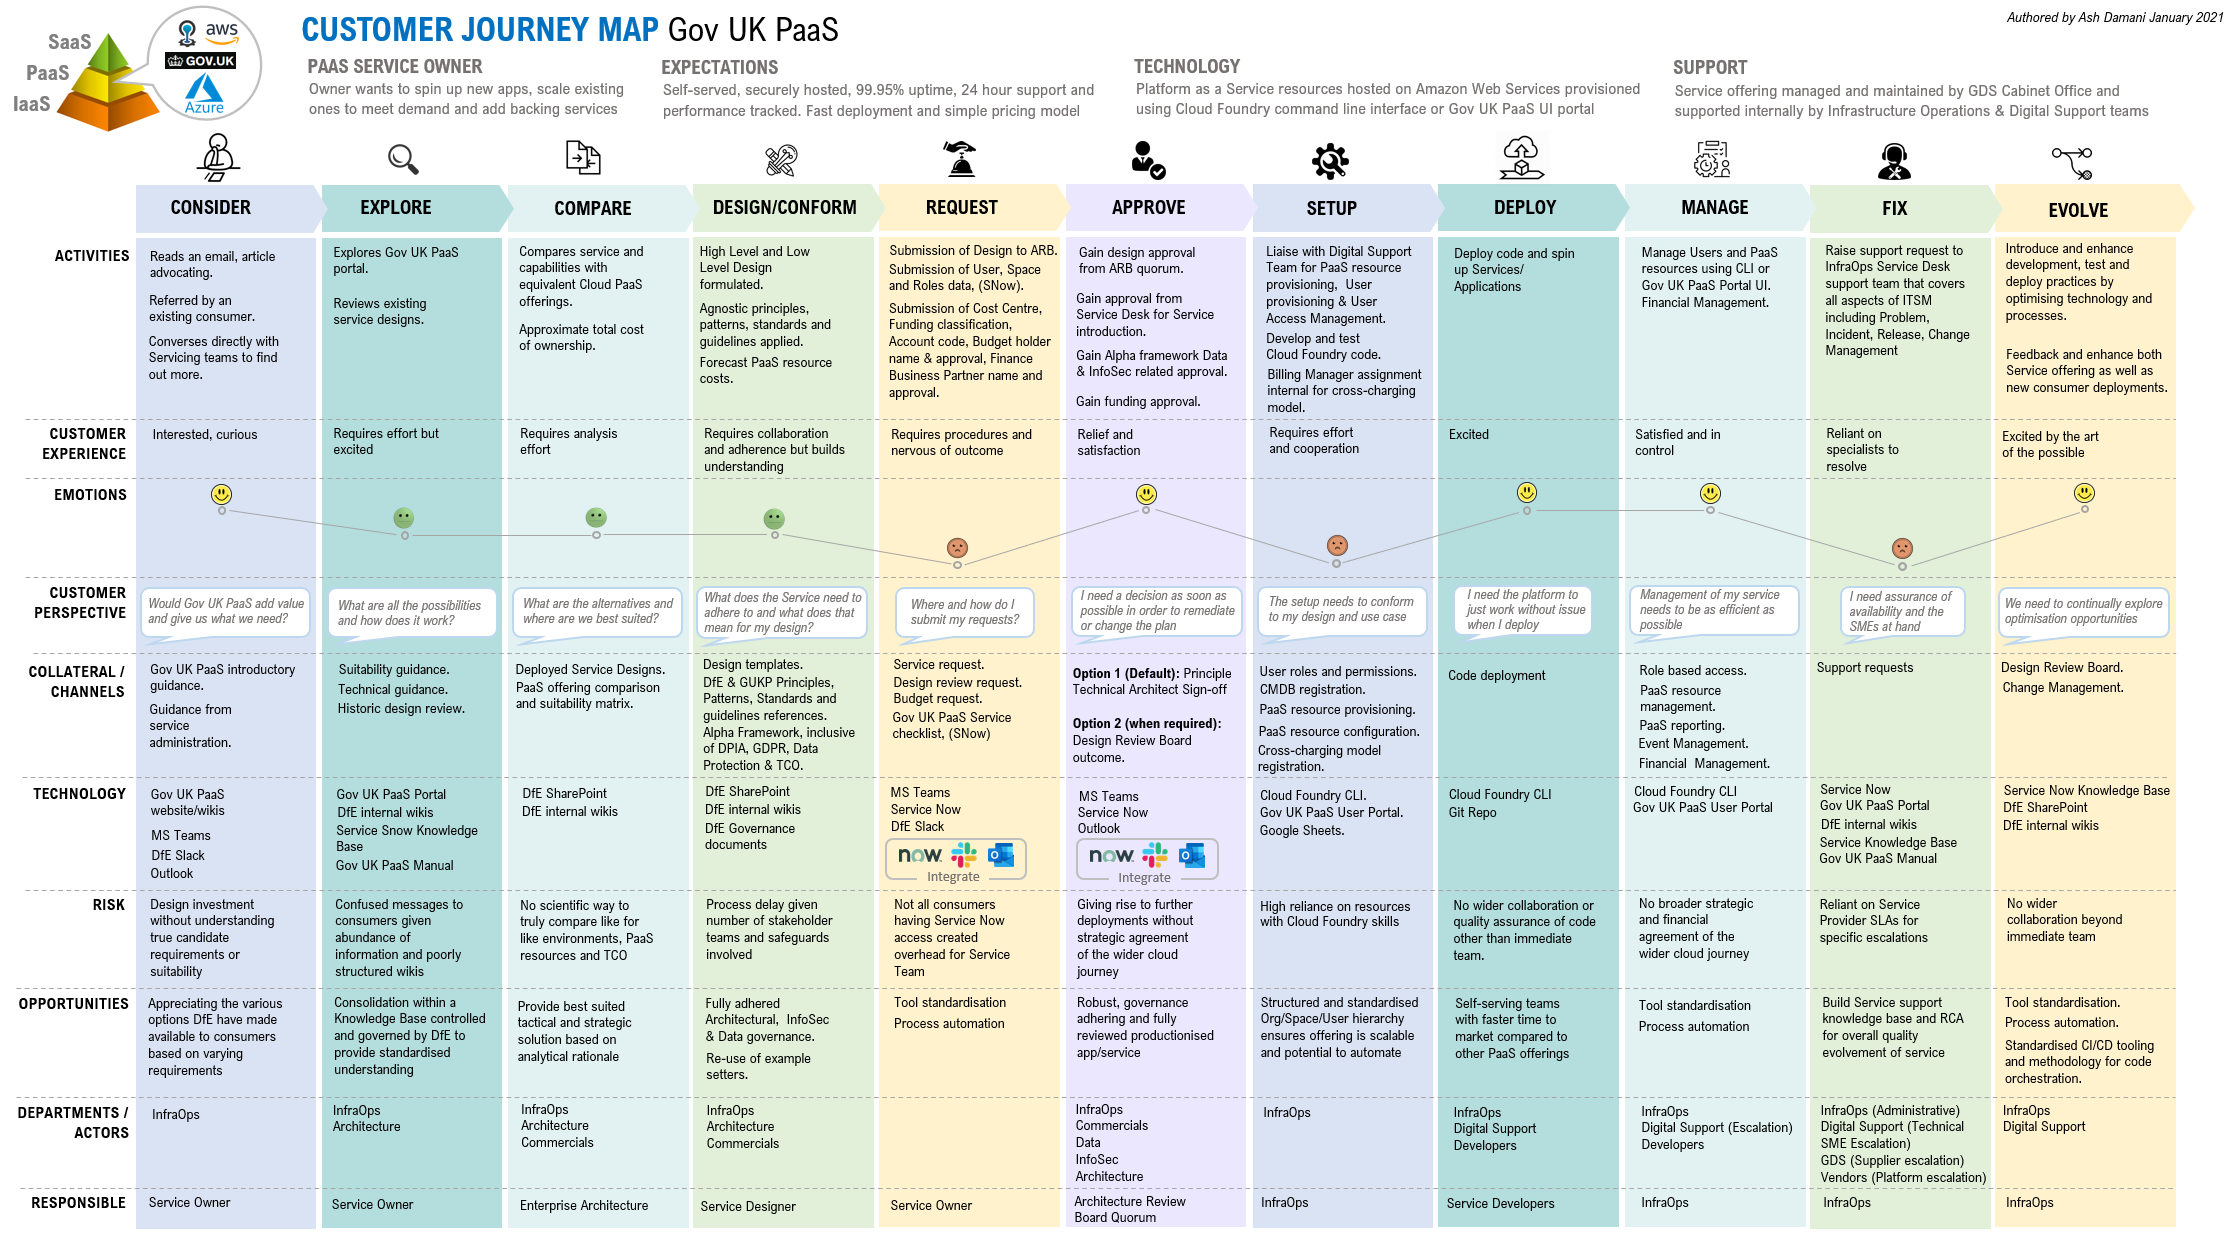 Authored by Ash Damani January 2021
CUSTOMER JOURNEY MAP Gov UK PaaS
SaaS
PaaS
IaaS
aws
GOV.UK
Azure
PAAS SERVICE OWNER
Owner wants to spin up new apps, scale existing
ones to meet demand and add backing services
EXPECTATIONS
Self-served, securely hosted, 99.95% uptime, 24 hour support and
performance tracked. Fast deployment and simple pricing model
TECHNOLOGY
Platform as a Service resources hosted on Amazon Web Services provisioned
using Cloud Foundry command line interface or Gov UK PaaS UI portal
SUPPORT
Service offering managed and maintained by GDS Cabinet Office and
supported internally by Infrastructure Operations & Digital Support teams
CONSIDER
EXPLORE
COMPARE
DESIGN/CONFORM
REQUEST
APPROVE
SETUP
DEPLOY
MANAGE
FIX
EVOLVE
ACTIVITIES
Reads an email, article
advocating.
Referred by an
existing consumer.
Converses directly with
Servicing teams to find
out more.
Explores Gov UK PaaS
portal.
Reviews existing
service designs.
Compares service and
capabilities with
equivalent Cloud PaaS
offerings.
Approximate total cost
of ownership.
High Level and Low
Level Design
formulated.
Agnostic principles,
patterns, standards and
guidelines applied.
Forecast PaaS resource
costs.
Submission of Design to ARB.
Submission of User, Space
and Roles data, (SNow).
Submission of Cost Centre,
Funding classification,
Account code, Budget holder
name & approval, Finance
Business Partner name and
approval.
Gain design approval
from ARB quorum.
Gain approval from
Service Desk for Service
introduction.
Gain Alpha framework Data
& InfoSec related approval.
Gain funding approval.
Liaise with Digital Support
Team for PaaS resource
provisioning, User
provisioning & User
Access Management.
Develop and test
Cloud Foundry code.
Billing Manager assignment
internal for cross-charging
model.
Deploy code and spin
up Services/
Applications
Manage Users and PaaS
resources using CLI or
Gov UK PaaS Portal UI.
Financial Management.
Raise support request to
InfraOps Service Desk
support team that covers
all aspects of ITSM
including Problem,
Incident, Release, Change
Management
Introduce and enhance
development, test and
deploy practices by
optimising technology and
processes.
Feedback and enhance both
Service offering as well as
new consumer deployments.
CUSTOMER
EXPERIENCE
Interested, curious
Requires effort but
excited
Requires analysis
effort
Requires collaboration
and adherence but builds
understanding
Requires procedures and
nervous of outcome
Relief and
satisfaction
Requires effort
and cooperation
Excited
Satisfied and in
control
Reliant on
specialists to
resolve
Excited by the art
of the possible
EMOTIONS
CUSTOMER
PERSPECTIVE
Would Gov UK PaaS add value
and give us what we need?
What are all the possibilities
and how does it work?
What are the alternatives and
where are we best suited?
What does the Service need to
adhere to and what does that
mean for my design?
Where and how do I
submit my requests?
I need a decision as soon as
possible in order to remediate
or change the plan
The setup needs to conform
to my design and use case
I need the platform to
just work without issue
when I deploy
Management of my service
needs to be as efficient as
possible
I need assurance of
availability and the
SMEs at hand
We need to continually explore
optimisation opportunities
COLLATERAL /
CHANNELS
Gov UK PaaS introductory
guidance.
Guidance from
service
administration.
Suitability guidance.
Technical guidance.
Historic design review.
Deployed Service Designs.
PaaS offering comparison
and suitability matrix.
Design templates.
DfE & GUKP Principles,
Patterns, Standards and
guidelines references.
Alpha Framework, inclusive
of DPIA, GDPR, Data
Protection & TCO.
Service request.
Design review request.
Budget request.
Gov UK PaaS Service
checklist, (SNow)
Option 1 (Default): Principle
Technical Architect Sign-off
Option 2 (when required):
Design Review Board
outcome.
User roles and permissions.
CMDB registration.
PaaS resource provisioning.
PaaS resource configuration.
Cross-charging model
registration.
Code deployment
Role based access.
PaaS resource
management.
PaaS reporting.
Event Management.
Financial Management.
Support requests
Design Review Board.
Change Management.
TECHNOLOGY
Gov UK PaaS
website/wikis
MS Teams
DfE Slack
Outlook
Gov UK PaaS Portal
DfE internal wikis
Service Snow Knowledge
Base
Gov UK PaaS Manual
DfE SharePoint
DfE internal wikis
DfE SharePoint
DfE internal wikis
DfE Governance
documents
MS Teams
Service Now
DfE Slack
now.
Integrate
MS Teams
Service Now
Outlook
now.
Integrate
Cloud Foundry CLI.
Gov UK PaaS User Portal.
Google Sheets.
Cloud Foundry CLI
Git Repo
Cloud Foundry CLI
Gov UK PaaS User Portal
Service Now
Gov UK PaaS Portal
DfE internal wikis
Service Knowledge Base
Gov UK PaaS Manual
Service Now Knowledge Base
DfE SharePoint
DfE internal wikis
RISK
Design investment
without understanding
true candidate
requirements or
suitability
Confused messages to
consumers given
abundance of
information and poorly
structured wikis
No scientific way to
truly compare like for
like environments, PaaS
resources and TCO
Process delay given
number of stakeholder
teams and safeguards
involved
Not all consumers
having Service Now
access created
overhead for Service
Team
Giving rise to further
deployments without
strategic agreement
of the wider cloud
journey
High reliance on resources
with Cloud Foundry skills
No wider collaboration or
quality assurance of code
other than immediate
team.
No broader strategic
and financial
agreement of the
wider cloud journey
Reliant on Service
Provider SLAs for
specific escalations
No wider
collaboration beyond
immediate team
OPPORTUNITIES
Appreciating the various
options DfE have made
available to consumers
based on varying
requirements
Consolidation within a
Knowledge Base controlled
and governed by DfE to
provide standardised
understanding
Provide best suited
tactical and strategic
solution based on
analytical rationale
Fully adhered
Architectural, InfoSec
& Data governance.
Re-use of example
setters.
Tool standardisation
Process automation
Robust, governance
adhering and fully
reviewed productionised
app/service
Structured and standardised
Org/Space/User hierarchy
ensures offering is scalable
and potential to automate
Self-serving teams
with faster time to
market compared to
other PaaS offerings
Tool standardisation
Process automation
Build Service support
knowledge base and RCA
for overall quality
evolvement of service
Tool standardisation.
Process automation.
Standardised CI/CD tooling
and methodology for code
orchestration.
DEPARTMENTS /
ACTORS
InfraOps
InfraOps
Architecture
InfraOps
Architecture
Commercials
InfraOps
Architecture
Commercials
InfraOps
Commercials
Data
InfoSec
Architecture
InfraOps
InfraOps
Digital Support
Developers
InfraOps
Digital Support (Escalation)
Developers
InfraOps (Administrative)
Digital Support (Technical
SME Escalation)
GDS (Supplier escalation)
Vendors (Platform escalation)
InfraOps
Digital Support
RESPONSIBLE
Service Owner
Service Owner
Enterprise Architecture
Service Designer
Service Owner
Architecture Review
Board Quorum
InfraOps
Service Developers
InfraOps
InfraOps
InfraOps